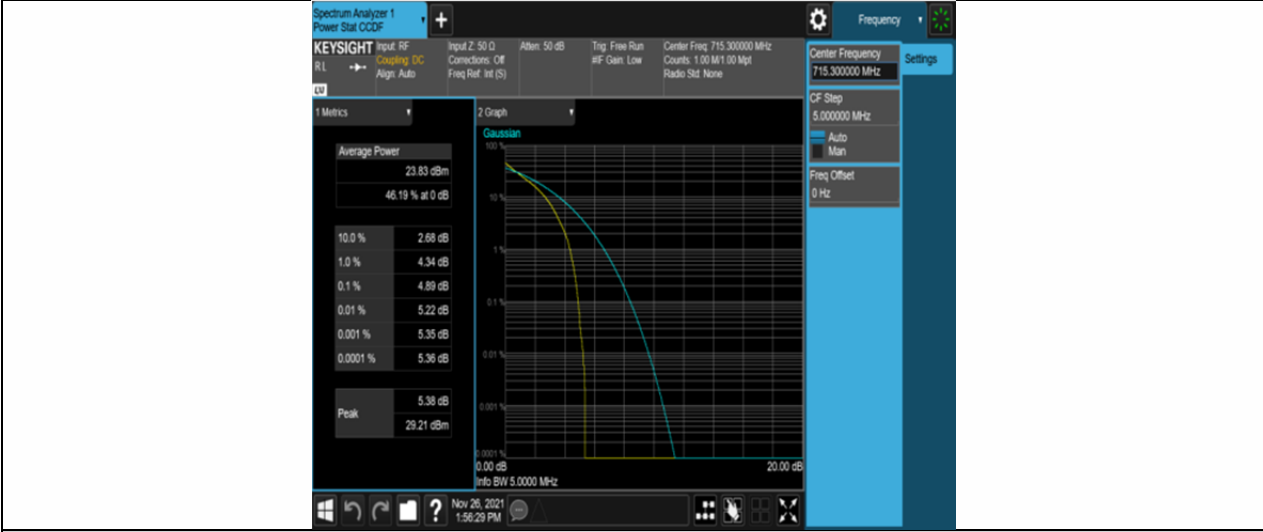 Spectrum Analyzer 1
Power Stat CCDF
+
Frequency
KEYSIGHT
RL
LXI
Input: RF
Coupling: DC
Align: Auto
Input Z: 50 Ω
Corrections: Off
Freq Ref: Int (S)
Atten: 50 dB
Trig: Free Run
#IF Gain: Low
Center Freq: 715.300000 MHz
Counts: 1.00 M/1.00 Mpt
Radio Std: None
Center Frequency
715.300000 MHz
Settings
CF Step
5.000000 MHz
Auto
Man
Freq Offset
0 Hz
1 Metrics
Average Power
23.83 dBm
46.19 % at 0 dB
10.0 % 2.68 dB
1.0 % 4.34 dB
0.1 % 4.89 dB
0.01 % 5.22 dB
0.001 % 5.35 dB
0.0001 % 5.36 dB
Peak
5.38 dB
29.21 dBm
2 Graph
Gaussian
100 %
10 %
1 %
0.1 %
0.01 %
0.001 %
0.0001 %
0.00 dB 20.00 dB
Info BW 5.0000 MHz
?
Nov 26, 2021
1:56:29 PM